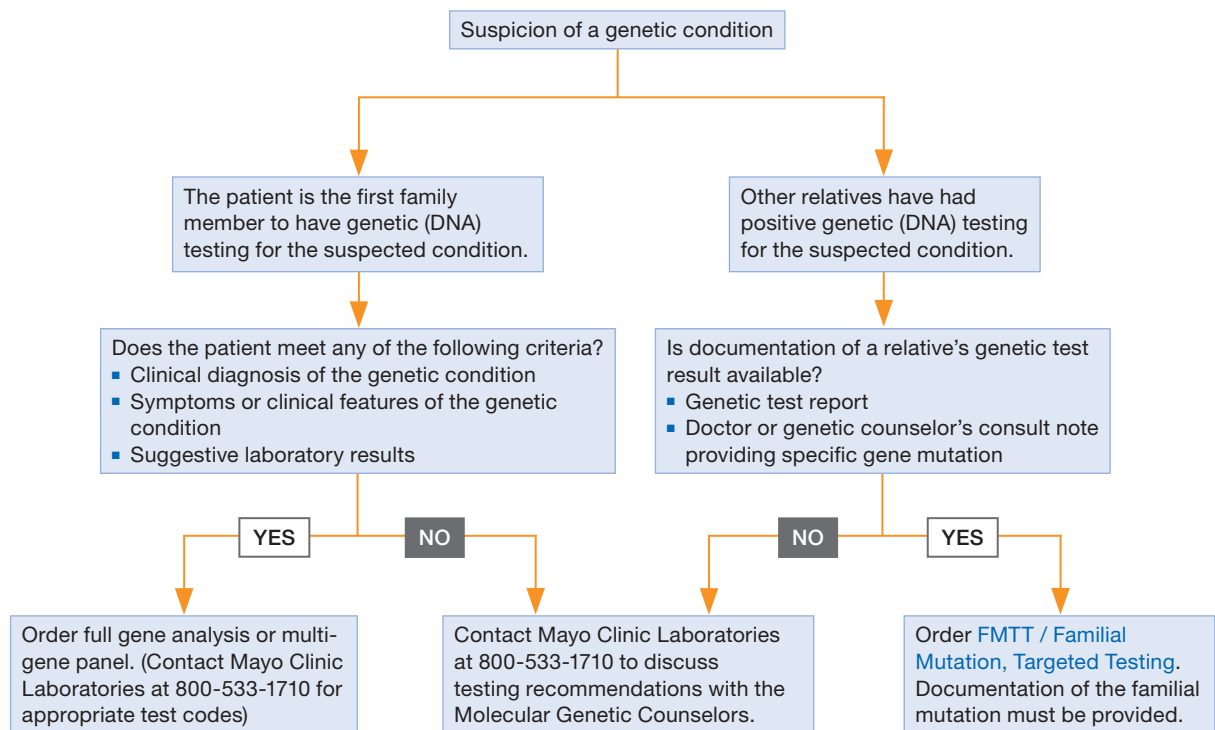 Suspicion of a genetic condition
The patient is the first family
member to have genetic (DNA)
testing for the suspected condition.
Other relatives have had
positive genetic (DNA) testing
for the suspected condition.
Does the patient meet any of the following criteria?
▪ Clinical diagnosis of the genetic condition
▪ Symptoms or clinical features of the genetic
condition
▪ Suggestive laboratory results
Is documentation of a relative's genetic test
result available?
▪ Genetic test report
▪ Doctor or genetic counselor's consult note
providing specific gene mutation
YES
NO
NO
YES
Order full gene analysis or multi-
gene panel. (Contact Mayo Clinic
Laboratories at 800-533-1710 for
appropriate test codes)
Contact Mayo Clinic Laboratories
at 800-533-1710 to discuss
testing recommendations with the
Molecular Genetic Counselors.
Order FMTT / Familial
Mutation, Targeted Testing.
Documentation of the familial
mutation must be provided.